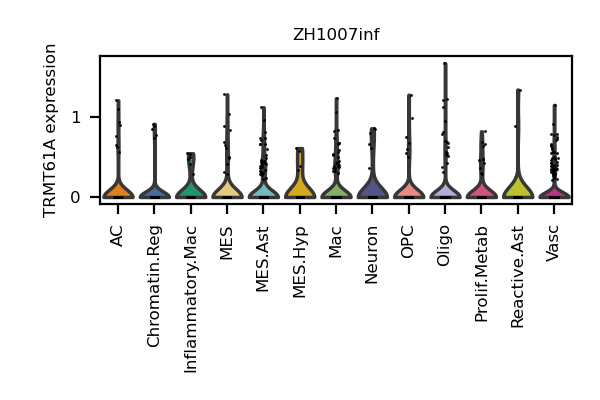 ZH1007inf
TRMT61A expression
1
0
AC
Chromatin.Reg
Inflammatory.Mac
MES
MES.Ast
MES.Hyp
Mac
Neuron
OPC
Oligo
Prolif.Metab
Reactive.Ast
Vasc